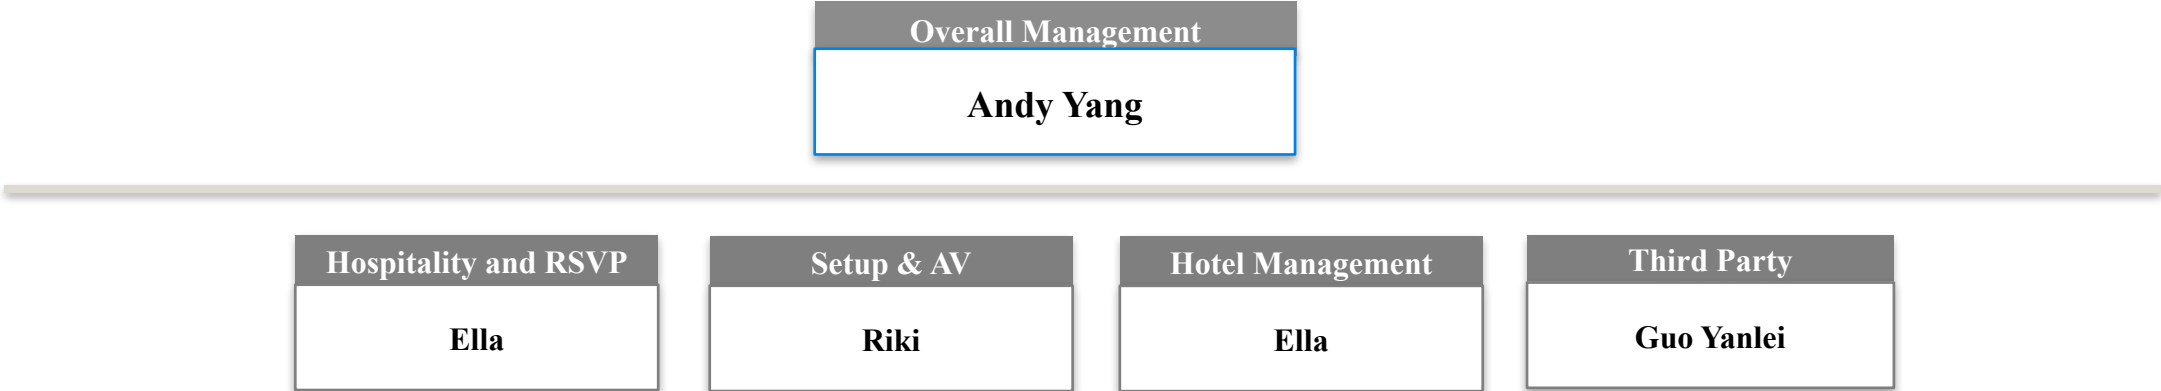 Overall Management
Andy Yang
Hospitality and RSVP
Ella
Setup & AV
Riki
Hotel Management
Ella
Third Party
Guo Yanlei